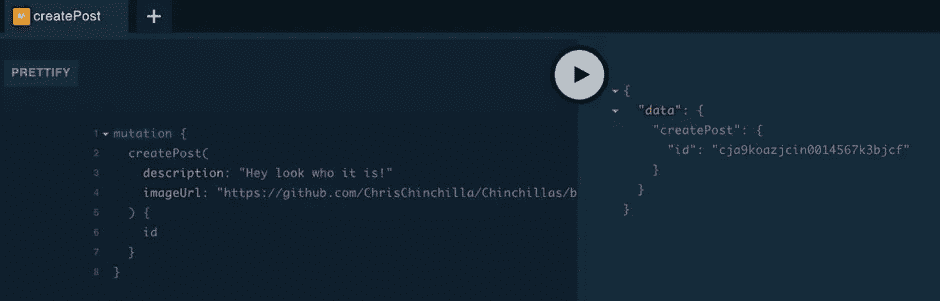 createPost
+
PRETTIFY
1 mutation {
2 createPost(
3 description: "Hey look who it is!"
4 imageUrl: "https://github.com/ChrisChinchilla/Chinchillas/b
5 ) {
6 id
7 }
8 }
{
"data": {
"createPost": {
"id": "cja9koazjcin0014567k3bjcf"
}
}
}